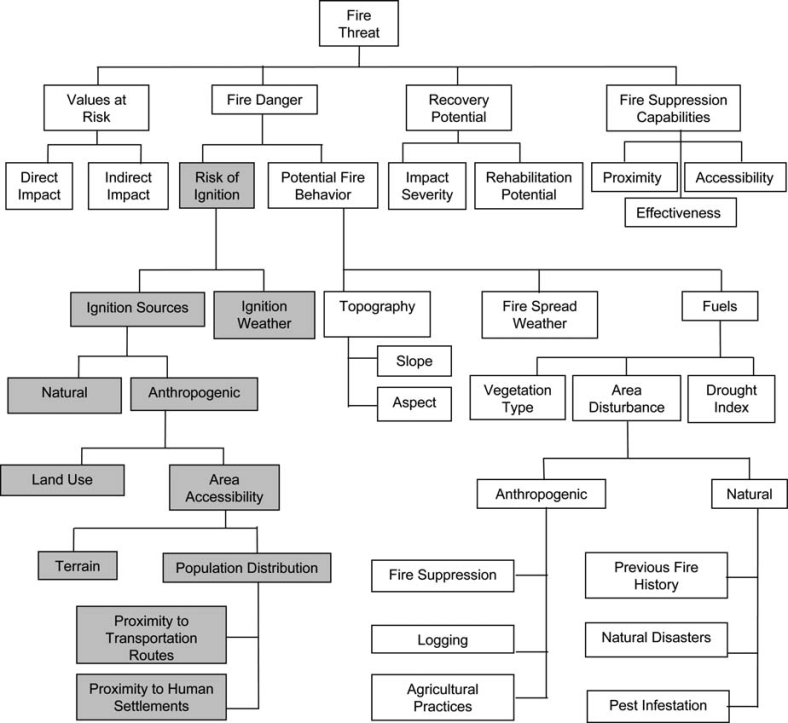 Fire
Threat
Values at
Risk
Fire Danger
Recovery
Potential
Fire Suppression
Capabilities
Direct
Impact
Indirect
Impact
Risk of
Ignition
Potential Fire
Behavior
Impact
Severity
Rehabilitation
Potential
Proximity
Accessibility
Effectiveness
Ignition Sources
Ignition
Weather
Topography
Fire Spread
Weather
Fuels
Slope
Aspect
Natural
Anthropogenic
Vegetation
Type
Area
Disturbance
Drought
Index
Land Use
Area
Accessibility
Anthropogenic
Natural
Terrain
Population Distribution
Fire Suppression
Previous Fire
History
Proximity to
Transportation
Routes
Logging
Natural Disasters
Proximity to Human
Settlements
Agricultural
Practices
Pest Infestation